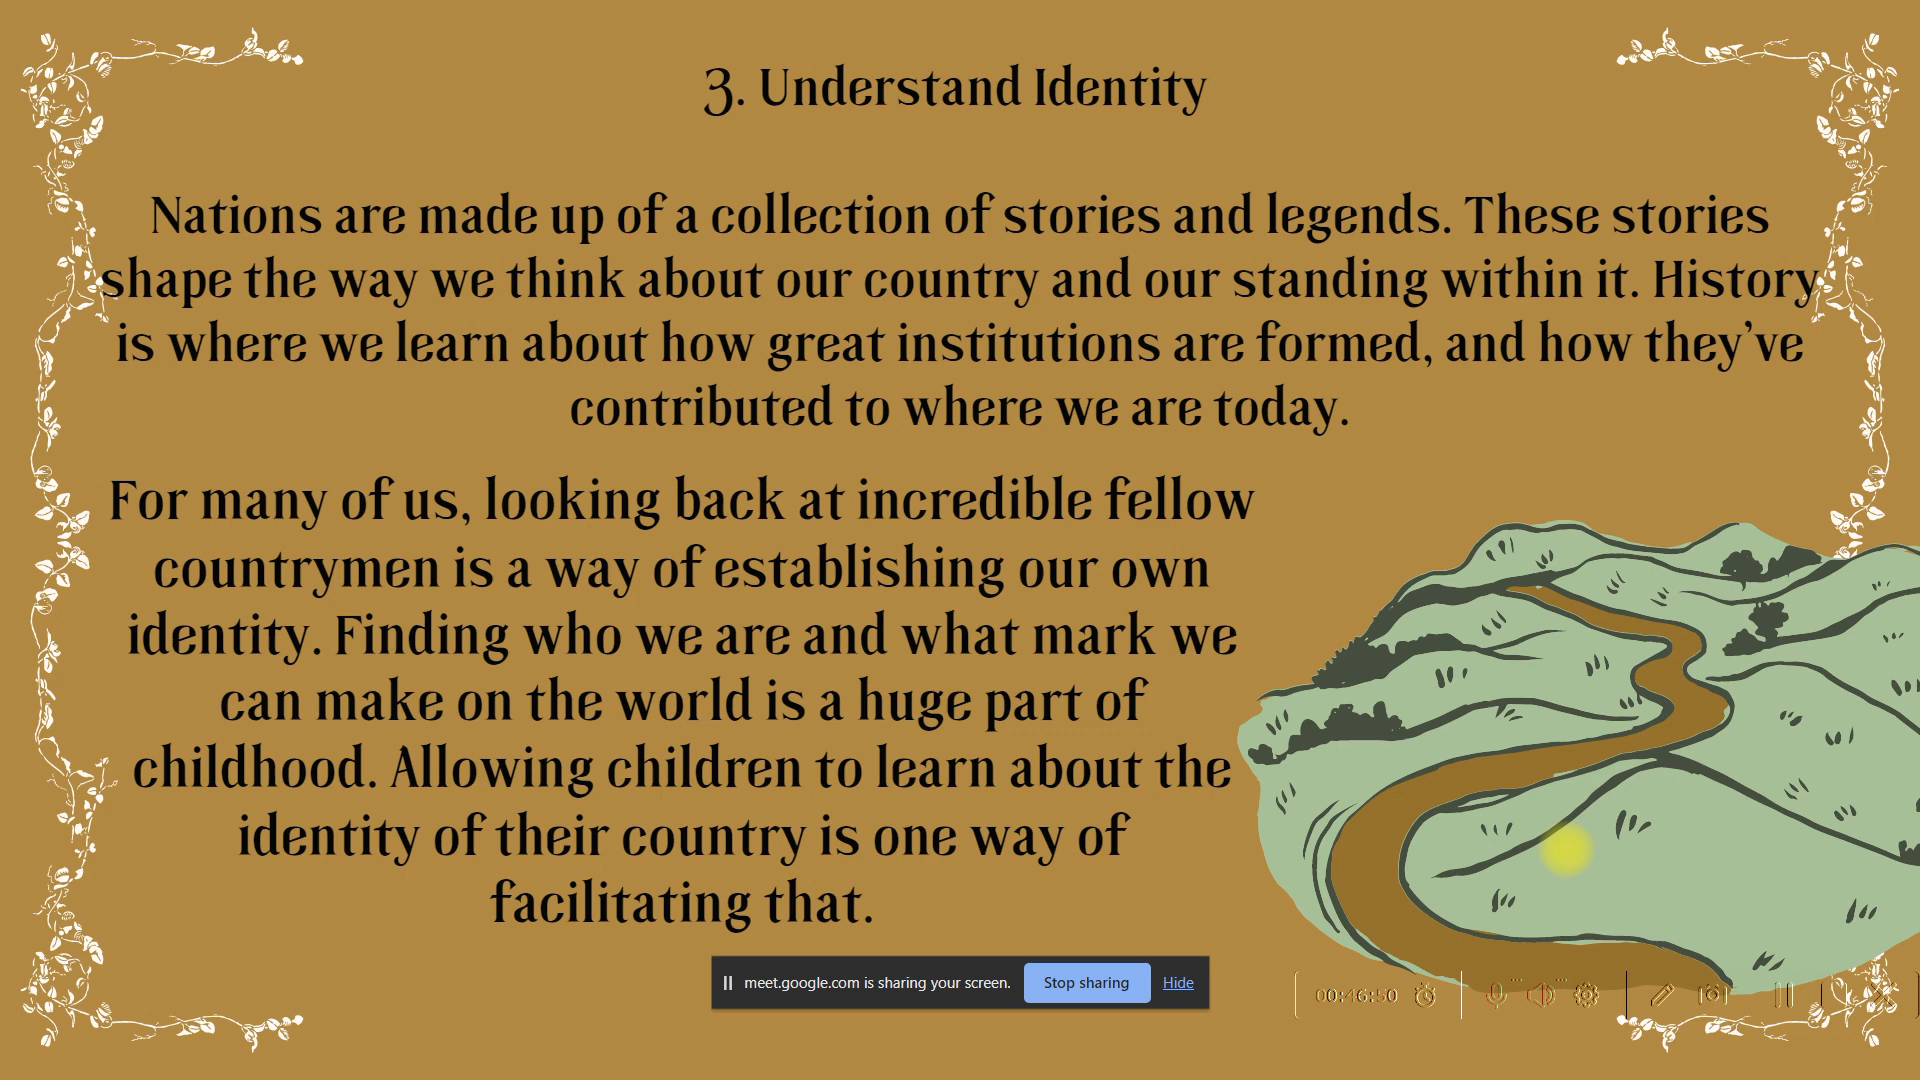 3. Understand Identity
Nations are made up of a collection of stories and legends. These stories
shape the way we think about our country and our standing within it. History
is where we learn about how great institutions are formed, and how they’ve
contributed to where we are today.
For many of us, looking back at incredible fellow
countrymen is a way of establishing our own
identity. Finding who we are and what mark we
can make on the world is a huge part of
childhood. Allowing children to learn about the
identity of their country is one way of
facilitating that.
meet.google.com is sharing your screen. Stop sharing Hide
00:46:50